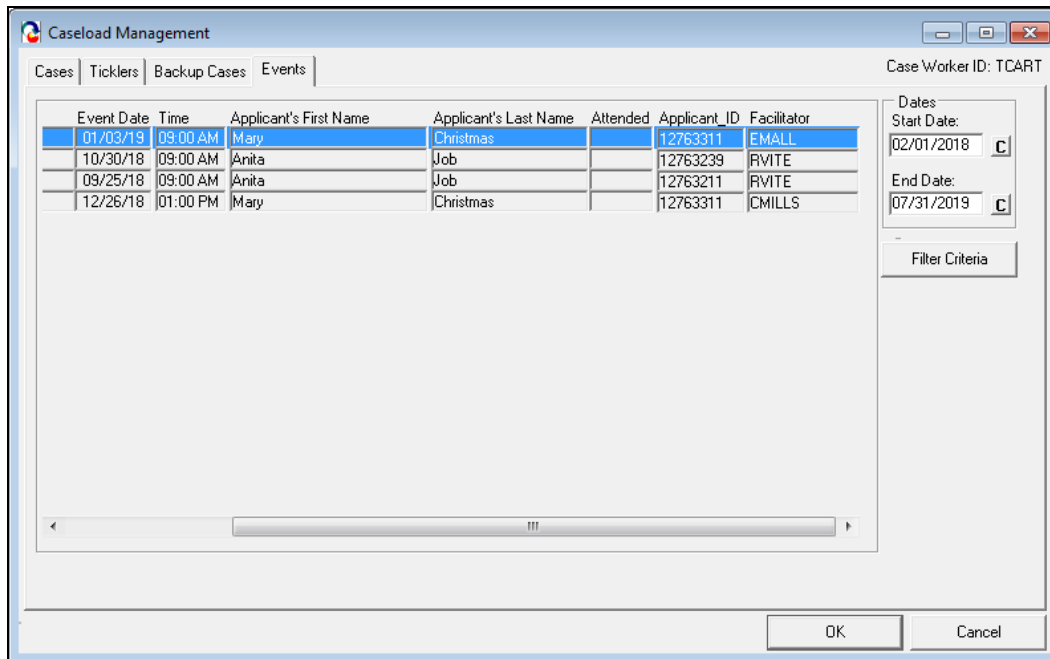 Caseload Management
Cases Ticklers Backup Cases Events Case Worker ID: TCART
Event Date Time Applicant's First Name Applicant's Last Name Attended Applicant_ID Facilitator
01/03/19 09:00 AM Mary Christmas 12763311 EMALL
10/30/18 09:00 AM Anita Job 12763239 RVITE
09/25/18 09:00 AM Anita Job 12763211 RVITE
12/26/18 01:00 PM Mary Christmas 12763311 CMILLS
Dates
Start Date:
02/01/2018 C
End Date:
07/31/2019 C
Filter Criteria
OK Cancel